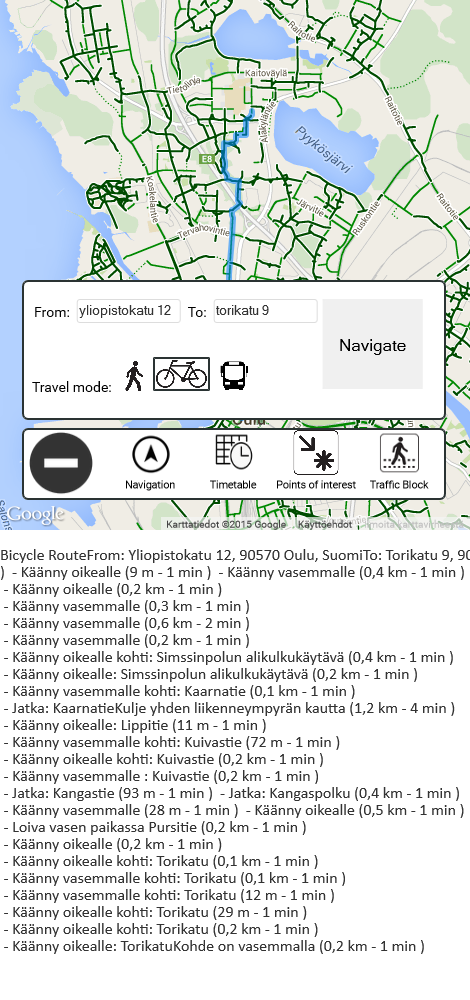 Raitotie
Kaitoväylä
Tietolinja
Alakyläntie
Raitotie
Pyykösjärvi
E8
Koskelantie
Järvitie
Ruskontie
Raitotie
Tervahovintie
From: yliopistokatu 12 To: torikatu 9
Navigate
Travel mode:
Oulu
Navigation Timetable Points of interest Traffic Block
Google
Karttatiedot ©2015 Google Käyttöehdot Ilmoita karttavirheestä
Bicycle RouteFrom: Yliopistokatu 12, 90570 Oulu, SuomiTo: Torikatu 9, 90
) - Käänny oikealle (9 m - 1 min ) - Käänny vasemmalle (0,4 km - 1 min )
- Käänny oikealle (0,2 km - 1 min )
- Käänny vasemmalle (0,3 km - 1 min )
- Käänny vasemmalle (0,6 km - 2 min )
- Käänny vasemmalle (0,2 km - 1 min )
- Käänny oikealle kohti: Simssinpolun alikulkukäytävä (0,4 km - 1 min )
- Käänny oikealle: Simssinpolun alikulkukäytävä (0,2 km - 1 min )
- Käänny vasemmalle kohti: Kaarnatie (0,1 km - 1 min )
- Jatka: KaarnatieKulje yhden liikenneympyrän kautta (1,2 km - 4 min )
- Käänny oikealle: Lippitie (11 m - 1 min )
- Käänny vasemmalle kohti: Kuivastie (72 m - 1 min )
- Käänny oikealle kohti: Kuivastie (0,2 km - 1 min )
- Käänny vasemmalle : Kuivastie (0,2 km - 1 min )
- Jatka: Kangastie (93 m - 1 min ) - Jatka: Kangaspolku (0,4 km - 1 min )
- Käänny vasemmalle (28 m - 1 min ) - Käänny oikealle (0,5 km - 1 min )
- Loiva vasen paikassa Pursitie (0,2 km - 1 min )
- Käänny oikealle (0,2 km - 1 min )
- Käänny oikealle kohti: Torikatu (0,1 km - 1 min )
- Käänny vasemmalle kohti: Torikatu (0,1 km - 1 min )
- Käänny vasemmalle kohti: Torikatu (12 m - 1 min )
- Käänny oikealle kohti: Torikatu (29 m - 1 min )
- Käänny oikealle kohti: Torikatu (0,2 km - 1 min )
- Käänny oikealle: TorikatuKohde on vasemmalla (0,2 km - 1 min )